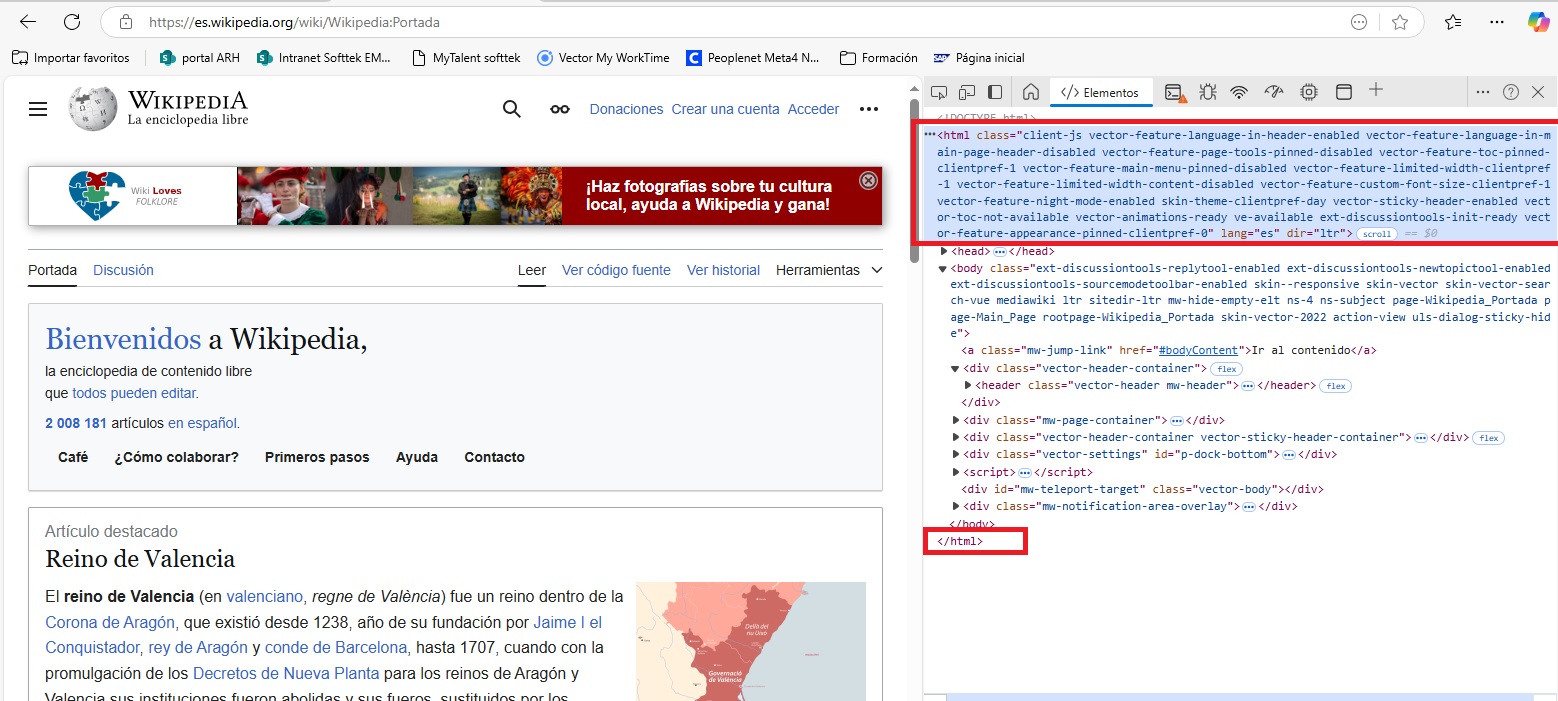 https://es.wikipedia.org/wiki/Wikipedia:Portada
Importar favoritos
portal ARH
Intranet Softtek EM...
MyTalent softtek
Vector My WorkTime
Peoplenet Meta4 N...
Formación
Página inicial
WIKIPEDIA
La enciclopedia libre
Donaciones Crear una cuenta Acceder
Wiki Loves
FOLKLORE
¡Haz fotografías sobre tu cultura
local, ayuda a Wikipedia y gana!
Portada Discusión
Leer Ver código fuente Ver historial Herramientas
Bienvenidos a Wikipedia,
la enciclopedia de contenido libre
que todos pueden editar.
2 008 181 artículos en español.
Café ¿Cómo colaborar? Primeros pasos Ayuda Contacto
Artículo destacado
Reino de Valencia
El reino de Valencia (en valenciano, regne de València) fue un reino dentro de la
Corona de Aragón, que existió desde 1238, año de su fundación por Jaime I el
Conquistador, rey de Aragón y conde de Barcelona, hasta 1707, cuando con la
promulgación de los Decretos de Nueva Planta para los reinos de Aragón y
Valencia sus instituciones fueron abolidas y sus fueros, sustituidos por los
Dellà del
riu Uixó
Governació
de València
</> Elementos
<!DOCTYPE html>
<html class="client-js vector-feature-language-in-header-enabled vector-feature-language-in-m
ain-page-header-disabled vector-feature-page-tools-pinned-disabled vector-feature-toc-pinned-
clientpref-1 vector-feature-main-menu-pinned-disabled vector-feature-limited-width-clientpref
-1 vector-feature-limited-width-content-disabled vector-feature-custom-font-size-clientpref-1
vector-feature-night-mode-enabled skin-theme-clientpref-day vector-sticky-header-enabled vect
or-toc-not-available vector-animations-ready ve-available ext-discussiontools-init-ready vect
or-feature-appearance-pinned-clientpref-0" lang="es" dir="ltr"> scroll == $0
<head> ... </head>
<body class="ext-discussiontools-replytool-enabled ext-discussiontools-newtopictool-enabled
ext-discussiontools-sourcemodetoolbar-enabled skin--responsive skin-vector skin-vector-sear
ch-vue mediawiki ltr sitedir-ltr mw-hide-empty-elt ns-4 ns-subject page-Wikipedia_Portada p
age-Main_Page rootpage-Wikipedia_Portada skin-vector-2022 action-view uls-dialog-sticky-hid
e">
<a class="mw-jump-link" href="#bodyContent">Ir al contenido</a>
<div class="vector-header-container"> flex
<header class="vector-header mw-header"> ... </header> flex
</div>
<div class="mw-page-container"> ... </div>
<div class="vector-header-container vector-sticky-header-container"> ... </div> flex
<div class="vector-settings" id="p-dock-bottom"> ... </div>
<script> ... </script>
<div id="mw-teleport-target" class="vector-body"></div>
<div class="mw-notification-area-overlay"> ... </div>
</body>
</html>